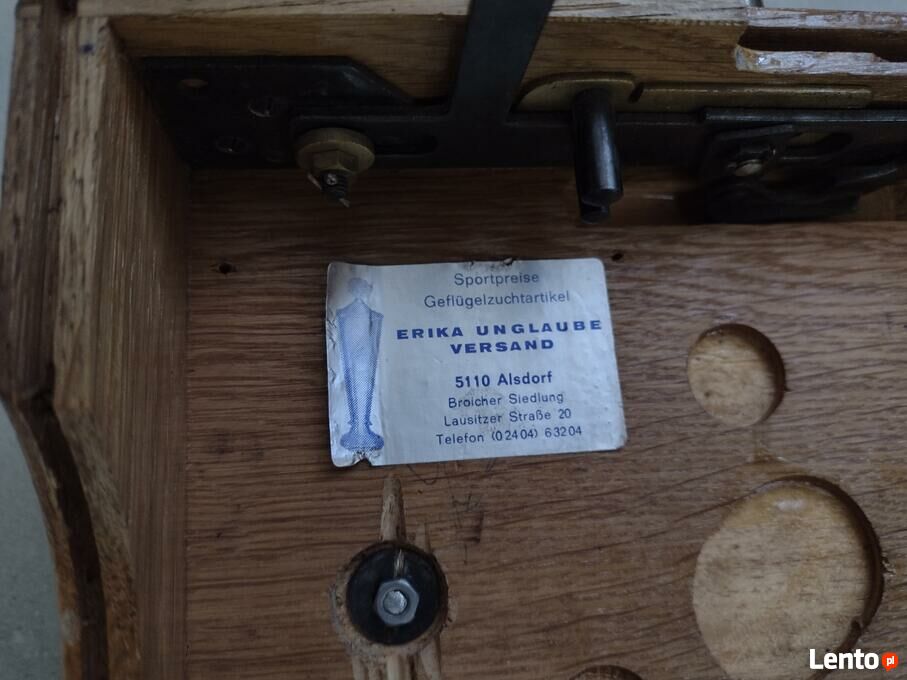 Sportpreise
Geflügelzuchtartikel
ERIKA UNGLAUBE
VERSAND
5110 Alsdorf
Broicher Siedlung
Lausitzer Straße 20
Telefon (02404) 63204
Lento.pl